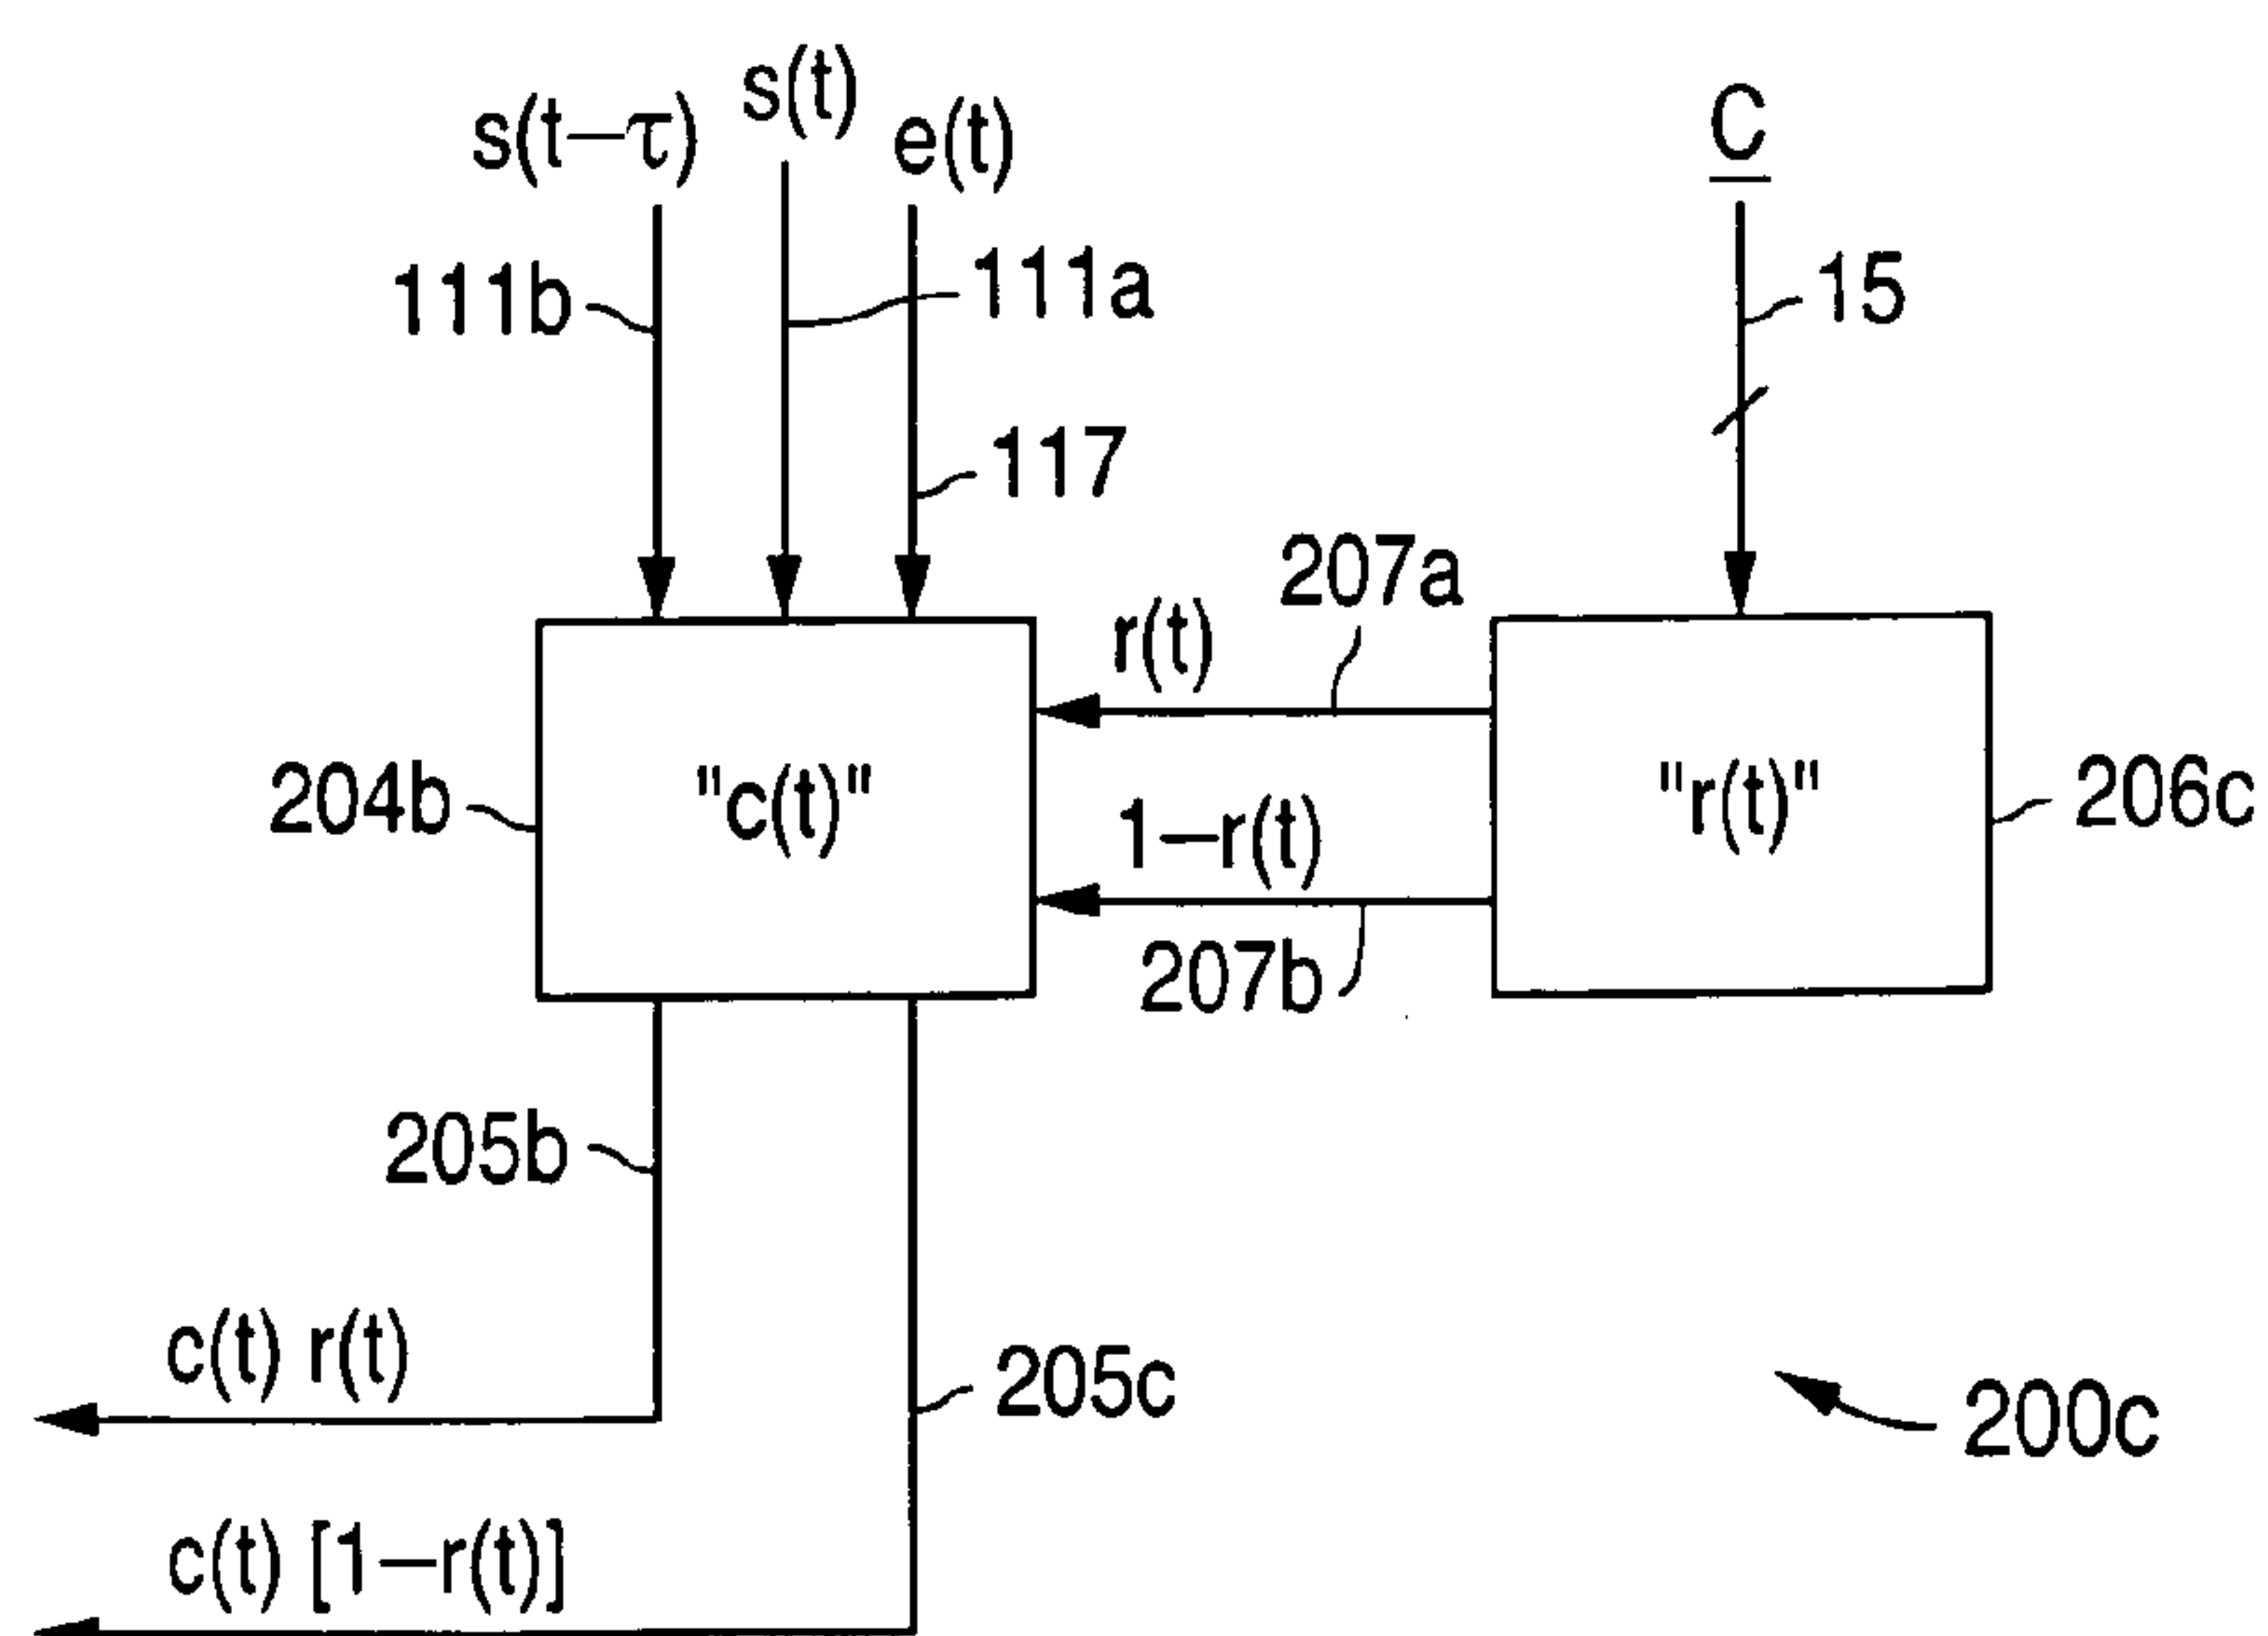 s(t−τ)
s(t)
e(t)
C
111b
111a
15
117
207a
r(t)
204b
"c(t)"
"r(t)"
206c
1−r(t)
207b
205b
c(t) r(t)
205c
200c
c(t) [1−r(t)]